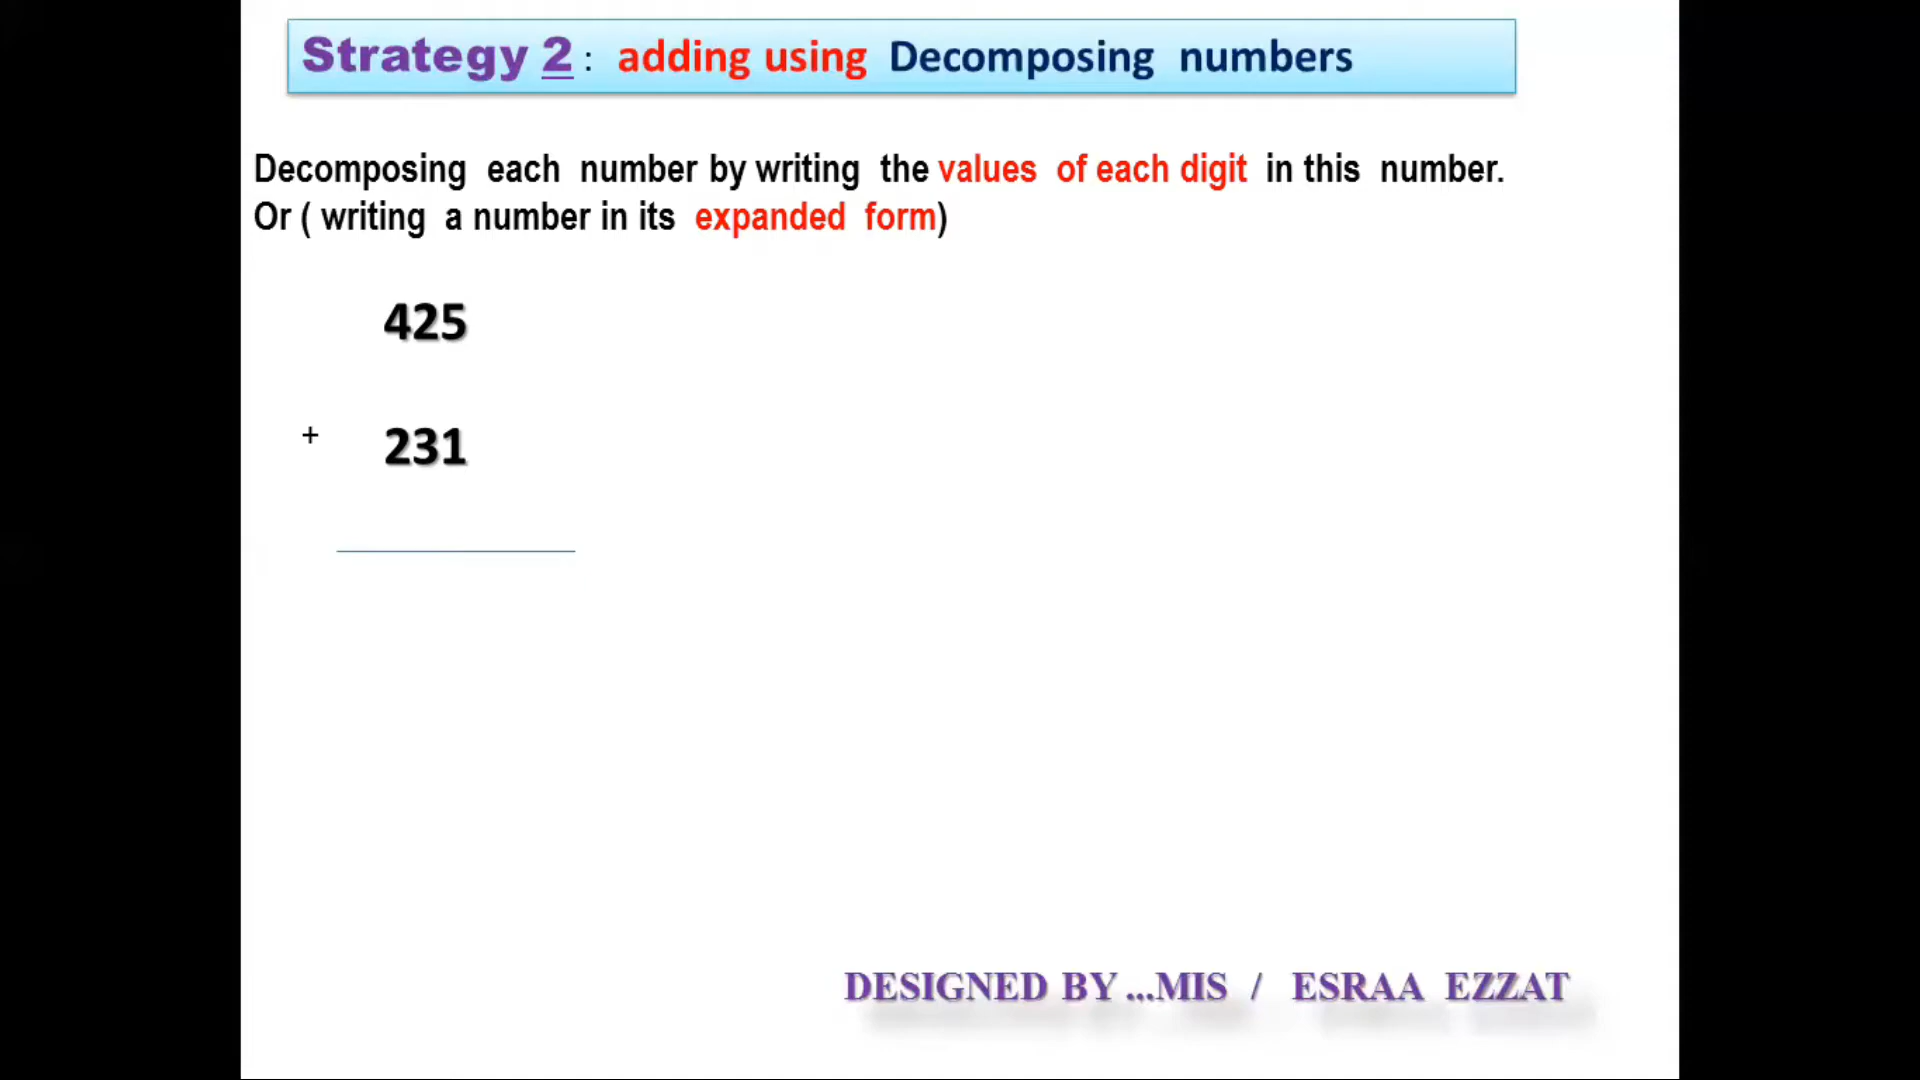 Strategy 2 : adding using Decomposing numbers
Decomposing each number by writing the values of each digit in this number.
Or ( writing a number in its expanded form)
425
+ 231
DESIGNED BY ...MIS / ESRAA EZZAT